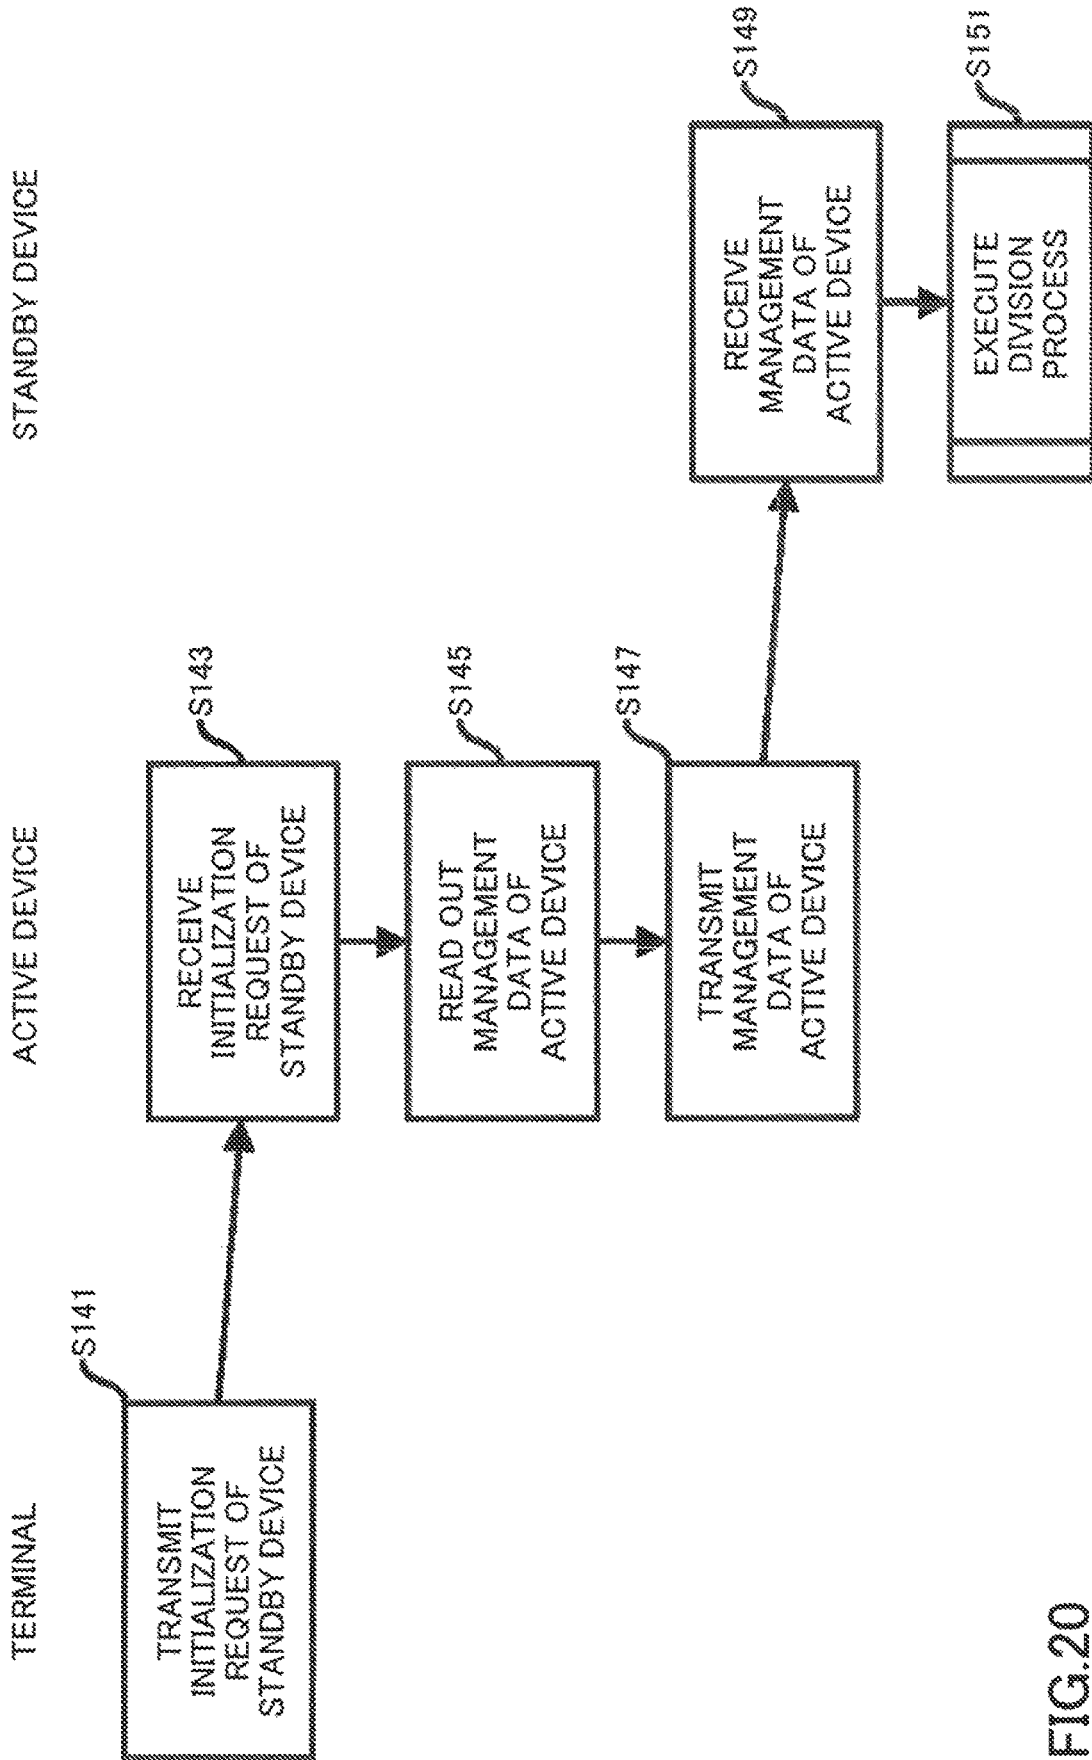 TERMINAL
ACTIVE DEVICE
STANDBY DEVICE
S141
TRANSMIT
INITIALIZATION
REQUEST OF
STANDBY DEVICE
S143
RECEIVE
INITIALIZATION
REQUEST OF
STANDBY DEVICE
S145
READ OUT
MANAGEMENT
DATA OF
ACTIVE DEVICE
S147
TRANSMIT
MANAGEMENT
DATA OF
ACTIVE DEVICE
S149
RECEIVE
MANAGEMENT
DATA OF
ACTIVE DEVICE
S151
EXECUTE
DIVISION
PROCESS
FIG.20